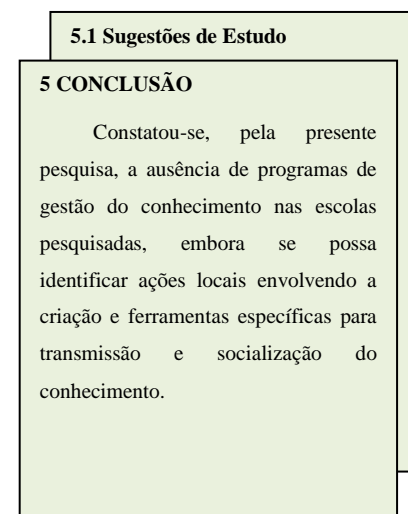 5.1 Sugestões de Estudo
5 CONCLUSÃO
Constatou-se, pela presente
pesquisa, a ausência de programas de
gestão do conhecimento nas escolas
pesquisadas, embora se possa
identificar ações locais envolvendo a
criação e ferramentas específicas para
transmissão e socialização do
conhecimento.